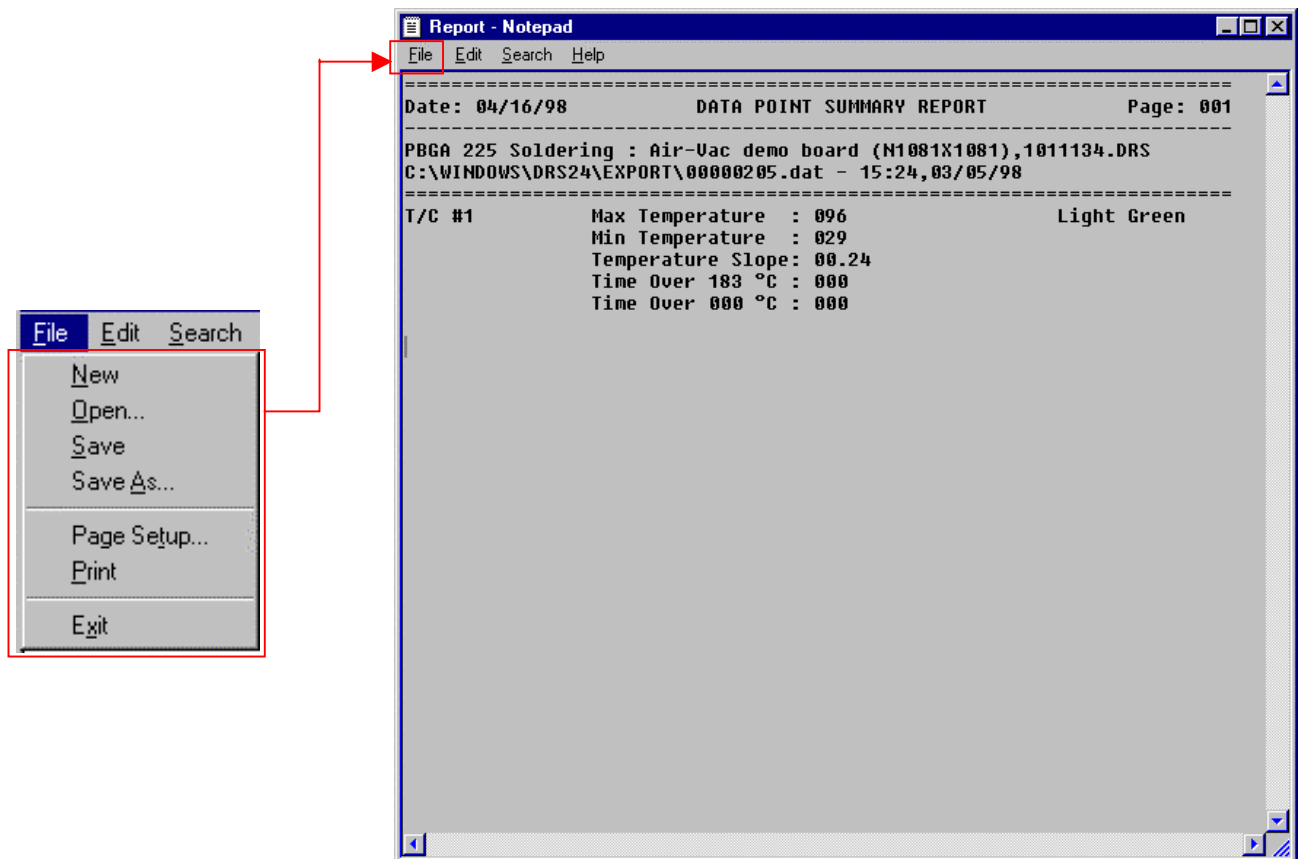 Report - Notepad
File Edit Search Help
==========================================================================
Date: 04/16/98 DATA POINT SUMMARY REPORT Page: 001
--------------------------------------------------------------------------
PBGA 225 Soldering : Air-Vac demo board (N1081X1081),1011134.DRS
C:\WINDOWS\DRS24\EXPORT\00000205.dat - 15:24,03/05/98
==========================================================================
T/C #1 Max Temperature : 096 Light Green
Min Temperature : 029
Temperature Slope: 00.24
Time Over 183 °C : 000
Time Over 000 °C : 000
File Edit Search
New
Open...
Save
Save As...
Page Setup...
Print
Exit